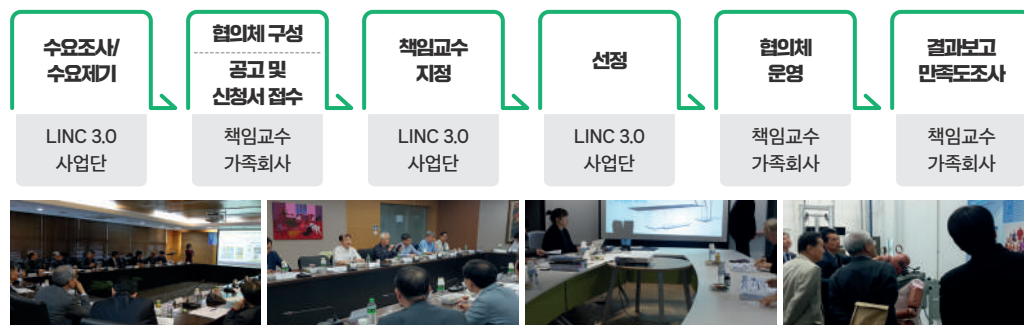 수요조사/
수요제기
LINC 3.0
사업단
협의체 구성
공고 및
신청서 접수
책임교수
가족회사
책임교수
지정
LINC 3.0
사업단
선정
LINC 3.0
사업단
협의체
운영
책임교수
가족회사
결과보고
만족도조사
책임교수
가족회사